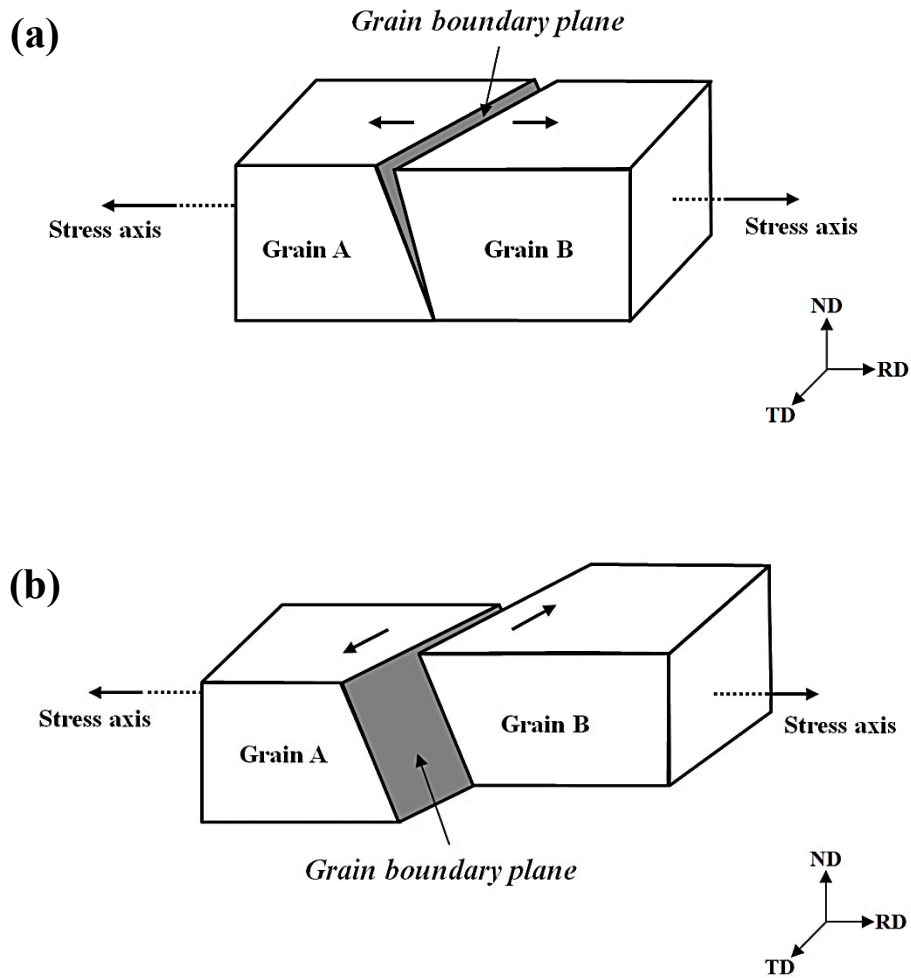 (a)
Grain boundary plane
Stress axis
Grain A
Grain B
Stress axis
ND
RD
TD
(b)
Stress axis
Grain A
Grain B
Stress axis
Grain boundary plane
ND
RD
TD